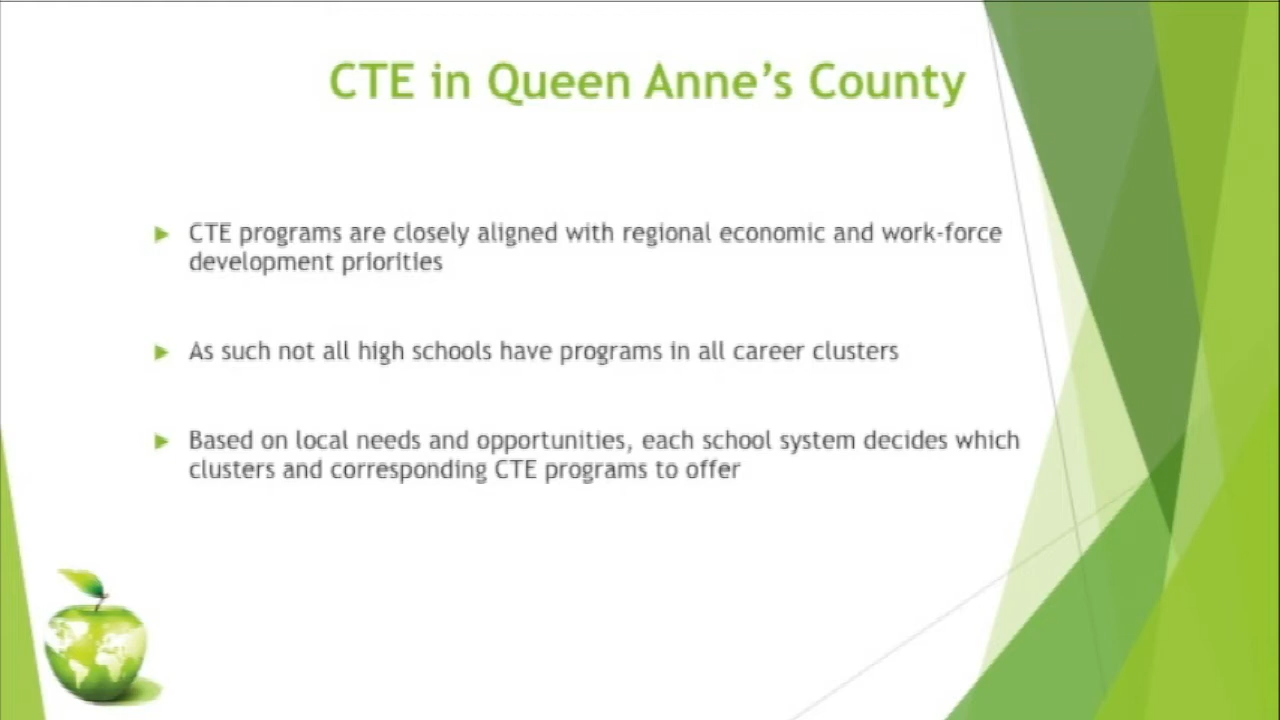 CTE in Queen Anne’s County
CTE programs are closely aligned with regional economic and work-force
development priorities
As such not all high schools have programs in all career clusters
Based on local needs and opportunities, each school system decides which
clusters and corresponding CTE programs to offer